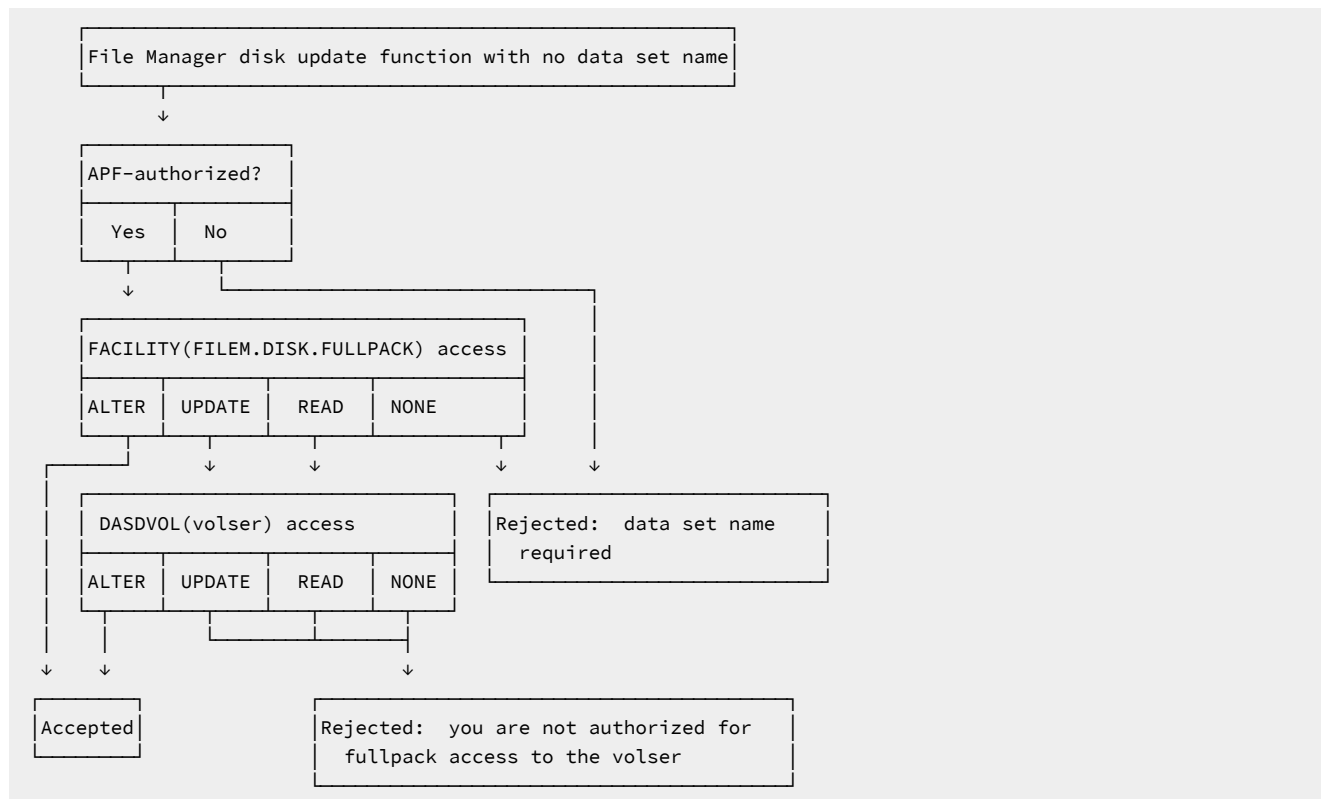 File Manager disk update function with no data set name
APF-authorized?
Yes No
FACILITY(FILEM.DISK.FULLPACK) access
ALTER UPDATE READ NONE
DASDVOL(volser) access
Rejected: data set name
required
ALTER UPDATE READ NONE
Accepted
Rejected: you are not authorized for
fullpack access to the volser